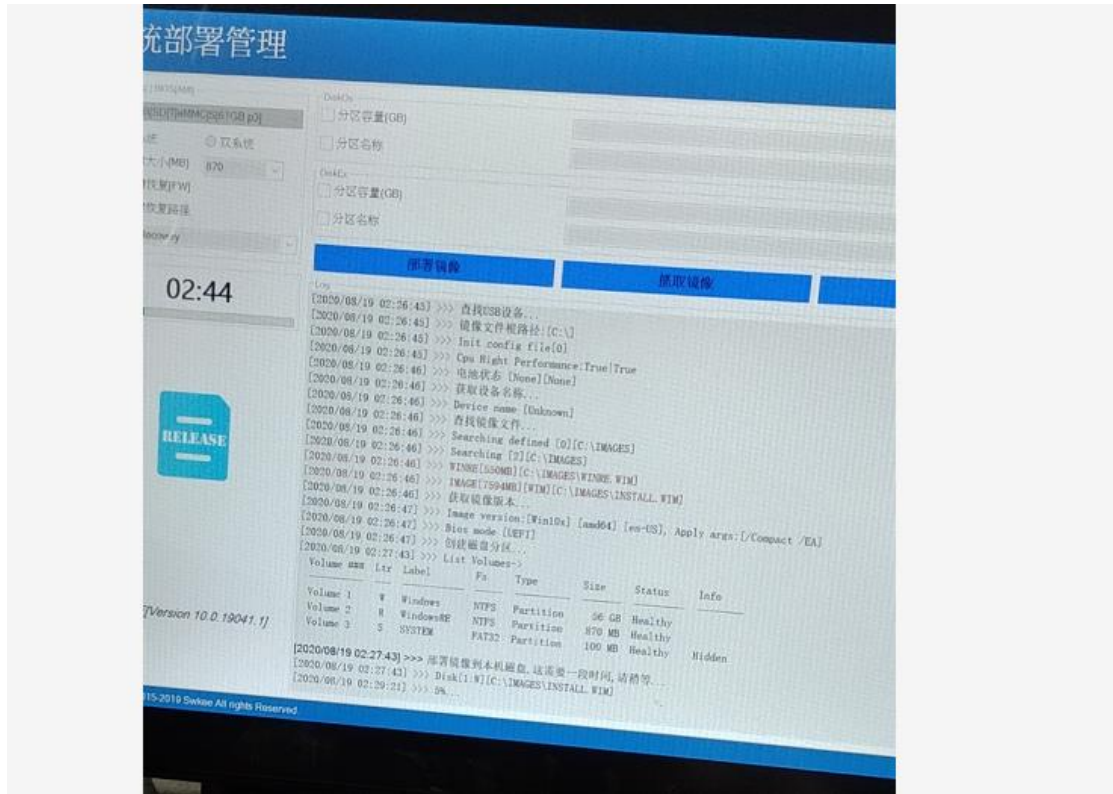 统部署管理
分区容量(GB)
双系统
分区名称
大小(MB) 870
分区容量(GB)
恢复[FW]
恢复路径
分区名称
部署镜像
抓取镜像
02:44
Log
[2020/08/19 02:26:45] >>> 查找USB设备...
[2020/08/19 02:26:45] >>> 镜像文件根路径:[C:\]
[2020/08/19 02:26:45] >>> Init config file[0]
[2020/08/19 02:26:45] >>> Cpu Hight Performance:True|True
[2020/08/19 02:26:46] >>> 电池状态 [None][None]
[2020/08/19 02:26:46] >>> 获取设备名称...
[2020/08/19 02:26:46] >>> Device name [Unknown]
[2020/08/19 02:26:46] >>> 查找镜像文件...
[2020/08/19 02:26:46] >>> Searching defined [0][C:\IMAGES]
[2020/08/19 02:26:46] >>> Searching [2][C:\IMAGES]
[2020/08/19 02:26:46] >>> WINRE[550MB][C:\IMAGES\WINRE.WIM]
[2020/08/19 02:26:46] >>> IMAGE[7594MB][WIM][C:\IMAGES\INSTALL.WIM]
[2020/08/19 02:26:46] >>> 获取镜像版本...
[2020/08/19 02:26:47] >>> Image version:[Win10x] [amd64] [en-US], Apply args:[/Compact /EA]
[2020/08/19 02:26:47] >>> Bios mode [UEFI]
[2020/08/19 02:26:47] >>> 创建磁盘分区...
[2020/08/19 02:27:43] >>> List Volumes->
Volume ### Ltr Label Fs Type Size Status Info
Volume 1 W Windows NTFS Partition 56 GB Healthy
Volume 2 R WindowsRE NTFS Partition 870 MB Healthy
Volume 3 S SYSTEM FAT32 Partition 100 MB Healthy Hidden
[2020/08/19 02:27:43] >>> 部署镜像到本机磁盘,这需要一段时间,请稍等...
[2020/08/19 02:27:43] >>> Disk[1:W][C:\IMAGES\INSTALL.WIM]
[2020/08/19 02:29:21] >>> 5%...
RELEASE
[Version 10.0.19041.1]
15-2019 Swkee All rights Reserved.